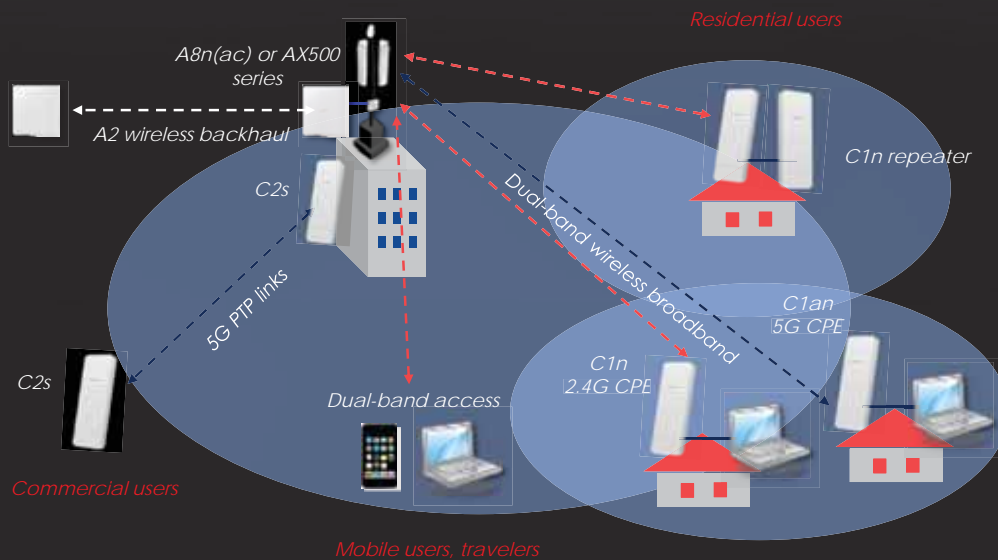 Residential users
A8n(ac) or AX500
series
A2 wireless backhaul
C1n repeater
C2s
Dual-band wireless broadband
5G PTP links
C1an
5G CPE
C1n
2.4G CPE
C2s
Dual-band access
Commercial users
Mobile users, travelers